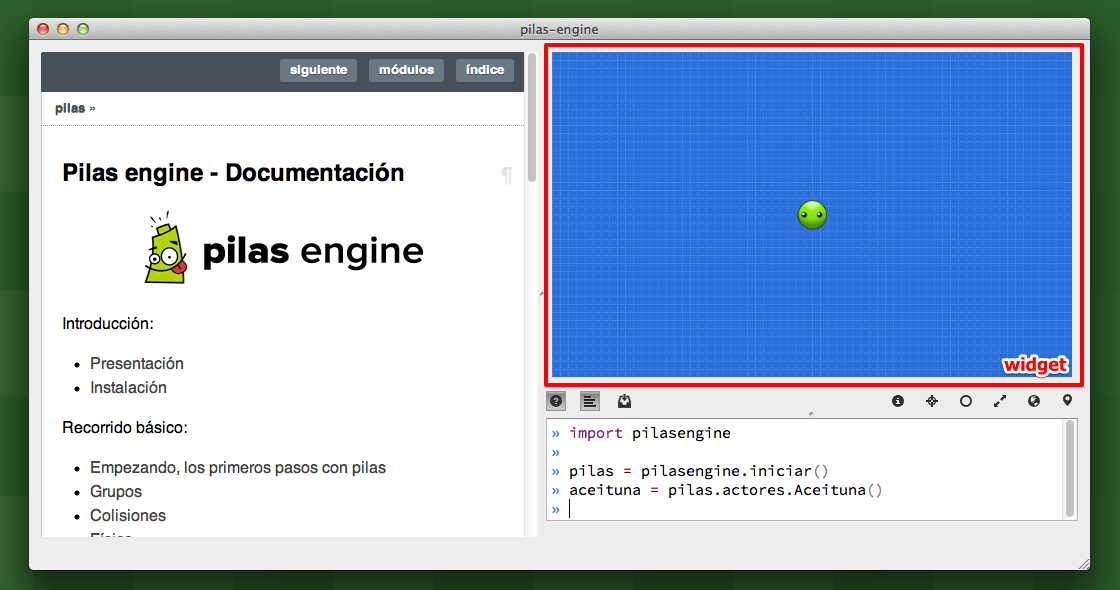 pilas-engine
siguiente módulos índice
pilas »
Pilas engine - Documentación ¶
pilas engine
Introducción:
Presentación
Instalación
Recorrido básico:
Empezando, los primeros pasos con pilas
Grupos
Colisiones
Física
widget
» import pilasengine
»
» pilas = pilasengine.iniciar()
» aceituna = pilas.actores.Aceituna()
»